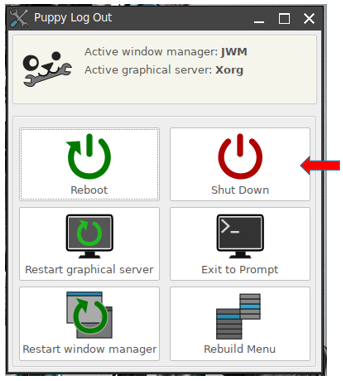 Puppy Log Out
Active window manager: JWM
Active graphical server: Xorg
Reboot
Shut Down
Restart graphical server
Exit to Prompt
Restart window manager
Rebuild Menu